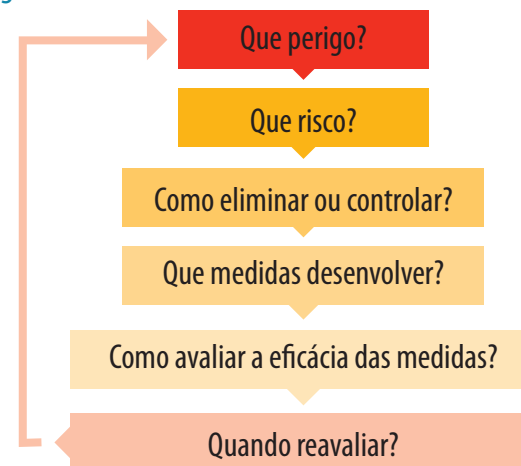 Que perigo?
Que risco?
Como eliminar ou controlar?
Que medidas desenvolver?
Como avaliar a eficácia das medidas?
Quando reavaliar?